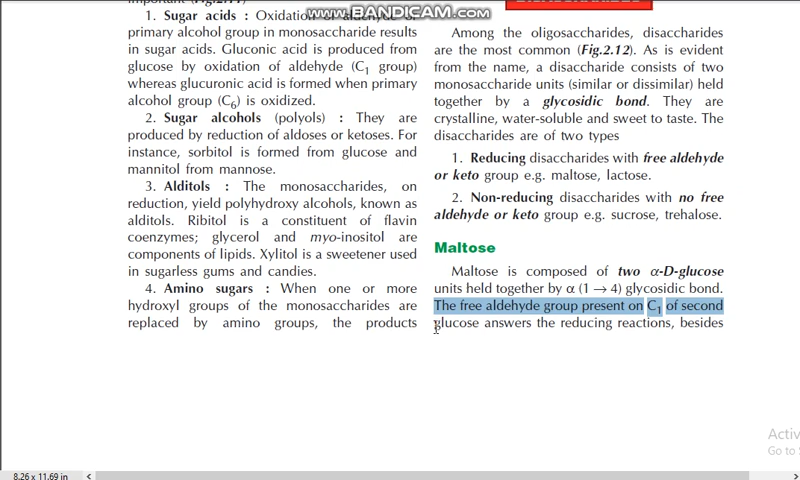 www.BANDICAM.com
1. Sugar acids : Oxidation of aldehyde or
primary alcohol group in monosaccharide results
in sugar acids. Gluconic acid is produced from
glucose by oxidation of aldehyde (C1 group)
whereas glucuronic acid is formed when primary
alcohol group (C6) is oxidized.
2. Sugar alcohols (polyols) : They are
produced by reduction of aldoses or ketoses. For
instance, sorbitol is formed from glucose and
mannitol from mannose.
3. Alditols : The monosaccharides, on
reduction, yield polyhydroxy alcohols, known as
alditols. Ribitol is a constituent of flavin
coenzymes; glycerol and myo-inositol are
components of lipids. Xylitol is a sweetener used
in sugarless gums and candies.
4. Amino sugars : When one or more
hydroxyl groups of the monosaccharides are
replaced by amino groups, the products
Among the oligosaccharides, disaccharides
are the most common (Fig.2.12). As is evident
from the name, a disaccharide consists of two
monosaccharide units (similar or dissimilar) held
together by a glycosidic bond. They are
crystalline, water-soluble and sweet to taste. The
disaccharides are of two types
1. Reducing disaccharides with free aldehyde
or keto group e.g. maltose, lactose.
2. Non-reducing disaccharides with no free
aldehyde or keto group e.g. sucrose, trehalose.
Maltose
Maltose is composed of two α-D-glucose
units held together by α (1 → 4) glycosidic bond.
The free aldehyde group present on C1 of second
glucose answers the reducing reactions, besides
Activ
Go to S
8.26 x 11.69 in